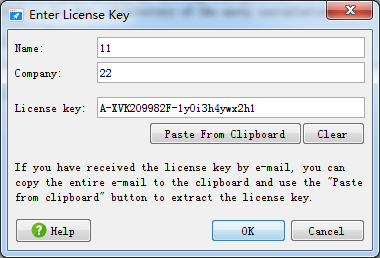 Enter License Key
Name: 11
Company: 22
License key: A-XVK209982F-1y0i3h4ywx2h1
Paste From Clipboard Clear
If you have received the license key by e-mail, you can
copy the entire e-mail to the clipboard and use the "Paste
from clipboard" button to extract the license key.
Help OK Cancel